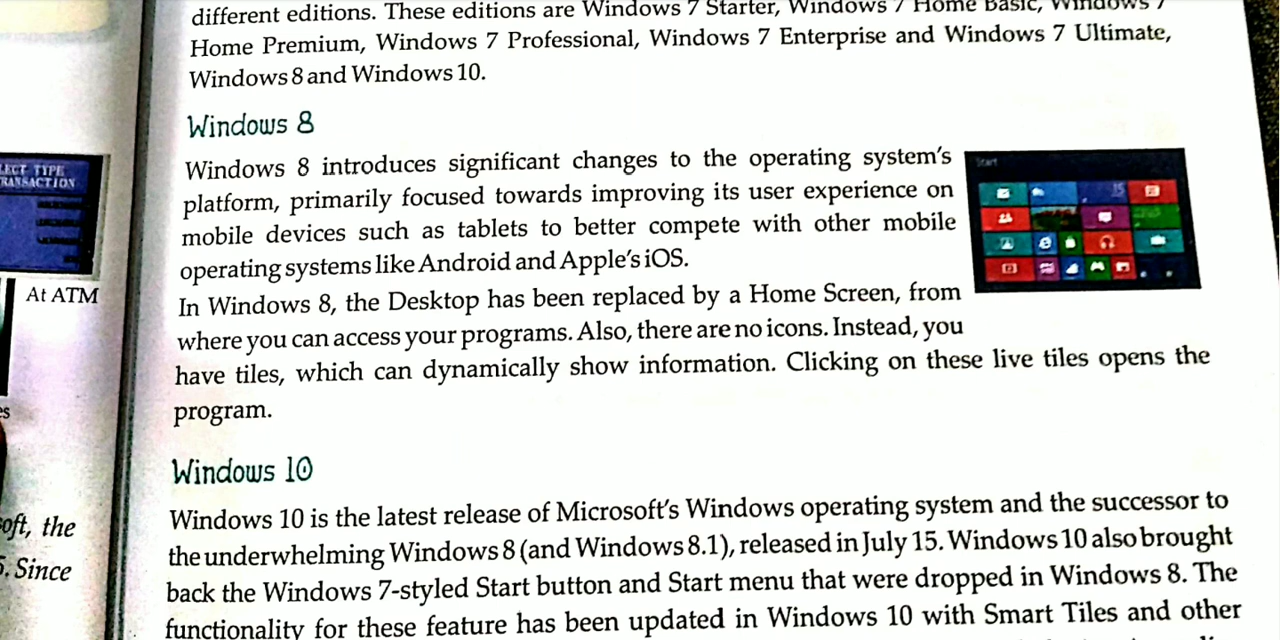 different editions. These editions are Windows 7 Starter, Windows 7 Home Basic, Windows 7
Home Premium, Windows 7 Professional, Windows 7 Enterprise and Windows 7 Ultimate,
Windows 8 and Windows 10.
Windows 8
Windows 8 introduces significant changes to the operating system's
platform, primarily focused towards improving its user experience on
mobile devices such as tablets to better compete with other mobile
operating systems like Android and Apple's iOS.
In Windows 8, the Desktop has been replaced by a Home Screen, from
where you can access your programs. Also, there are no icons. Instead, you
have tiles, which can dynamically show information. Clicking on these live tiles opens the
program.
Start
Windows 10
Windows 10 is the latest release of Microsoft's Windows operating system and the successor to
the underwhelming Windows 8 (and Windows 8.1), released in July 15. Windows 10 also brought
back the Windows 7-styled Start button and Start menu that were dropped in Windows 8. The
functionality for these feature has been updated in Windows 10 with Smart Tiles and other
LECT TYPE
RANSACTION
At ATM
es
oft, the
. Since